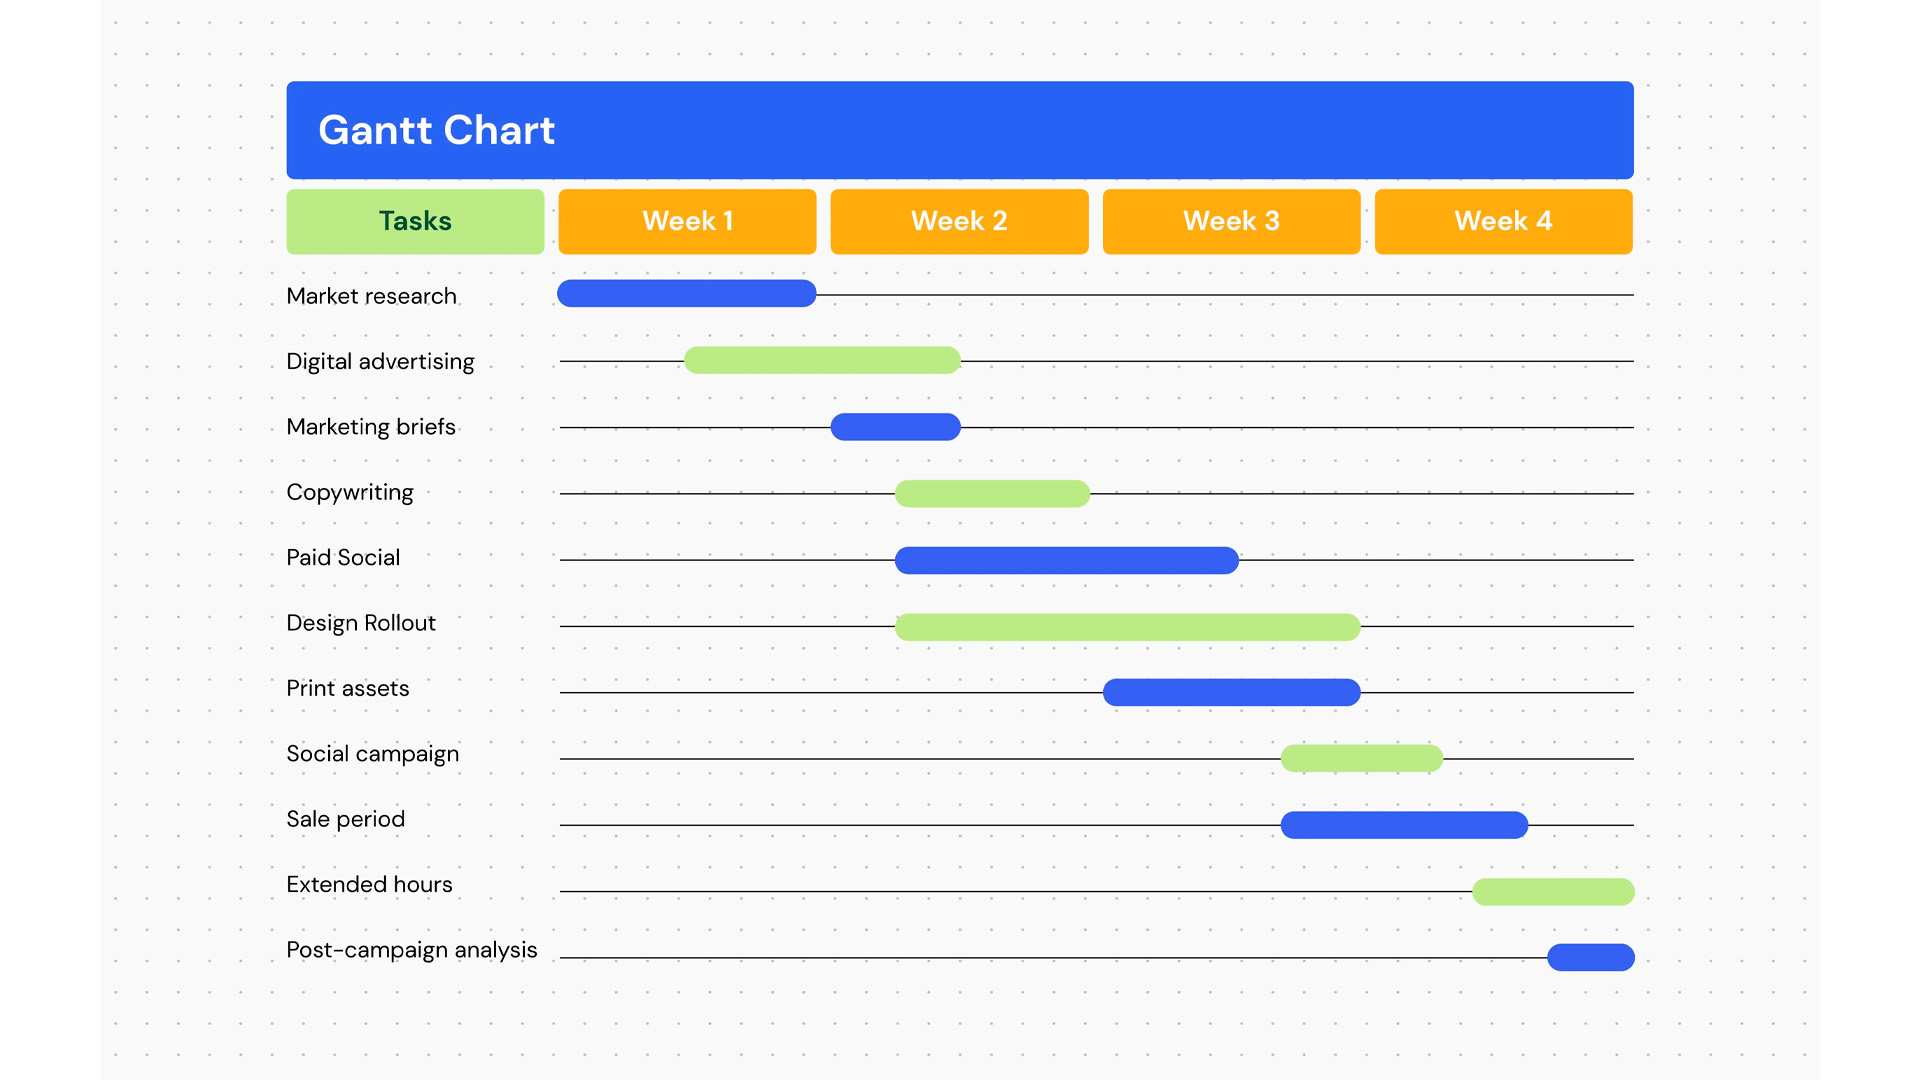 Gantt Chart
Tasks Week 1 Week 2 Week 3 Week 4
Market research
Digital advertising
Marketing briefs
Copywriting
Paid Social
Design Rollout
Print assets
Social campaign
Sale period
Extended hours
Post-campaign analysis